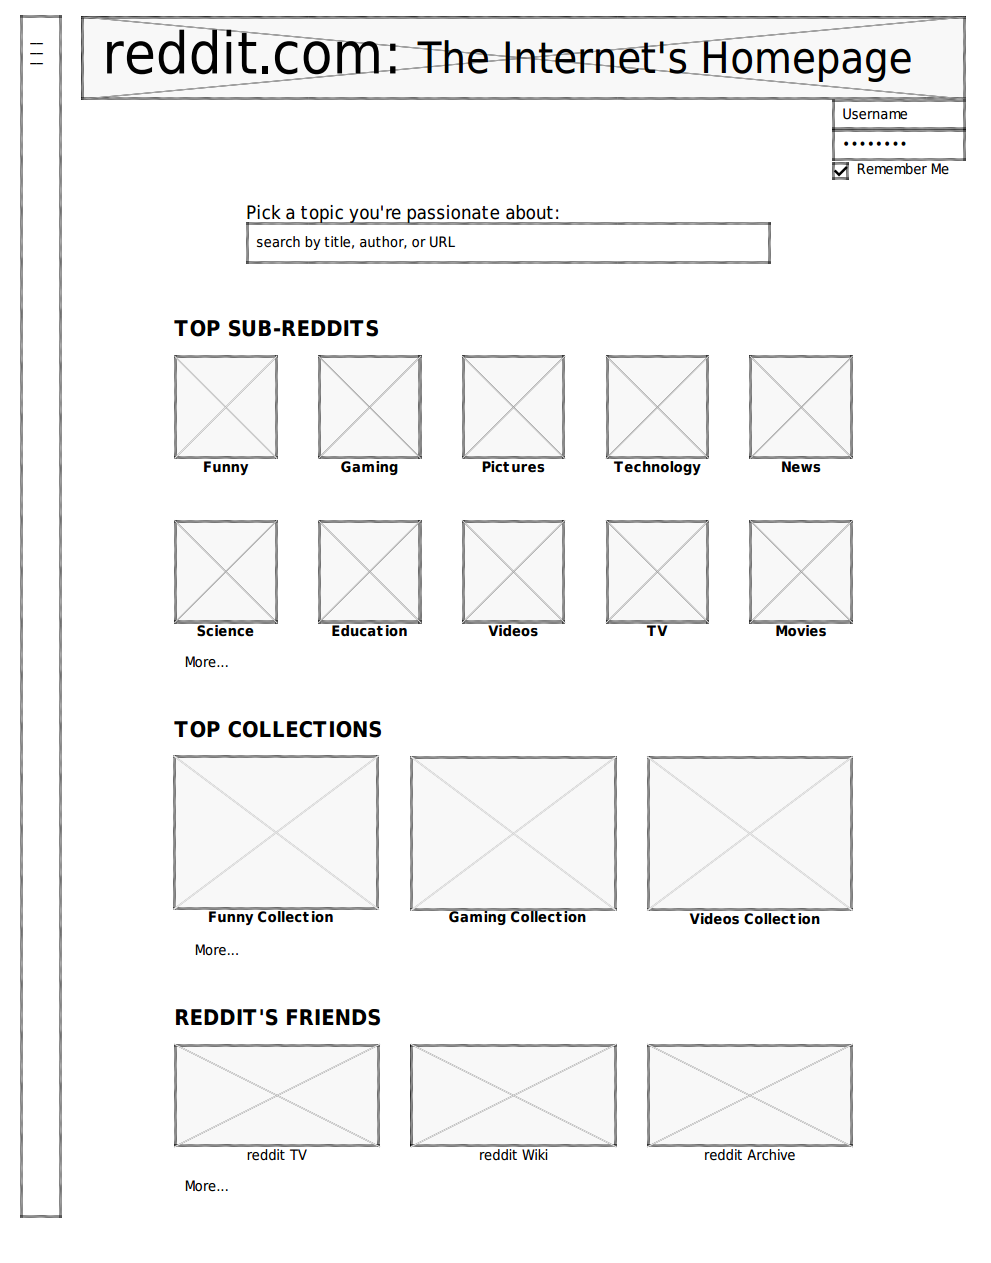 reddit.com: The Internet's Homepage
Username
••••••••
Remember Me
Pick a topic you're passionate about:
search by title, author, or URL
TOP SUB-REDDITS
Funny Gaming Pictures Technology News
Science Education Videos TV Movies
More...
TOP COLLECTIONS
Funny Collection Gaming Collection Videos Collection
More...
REDDIT'S FRIENDS
reddit TV reddit Wiki reddit Archive
More...